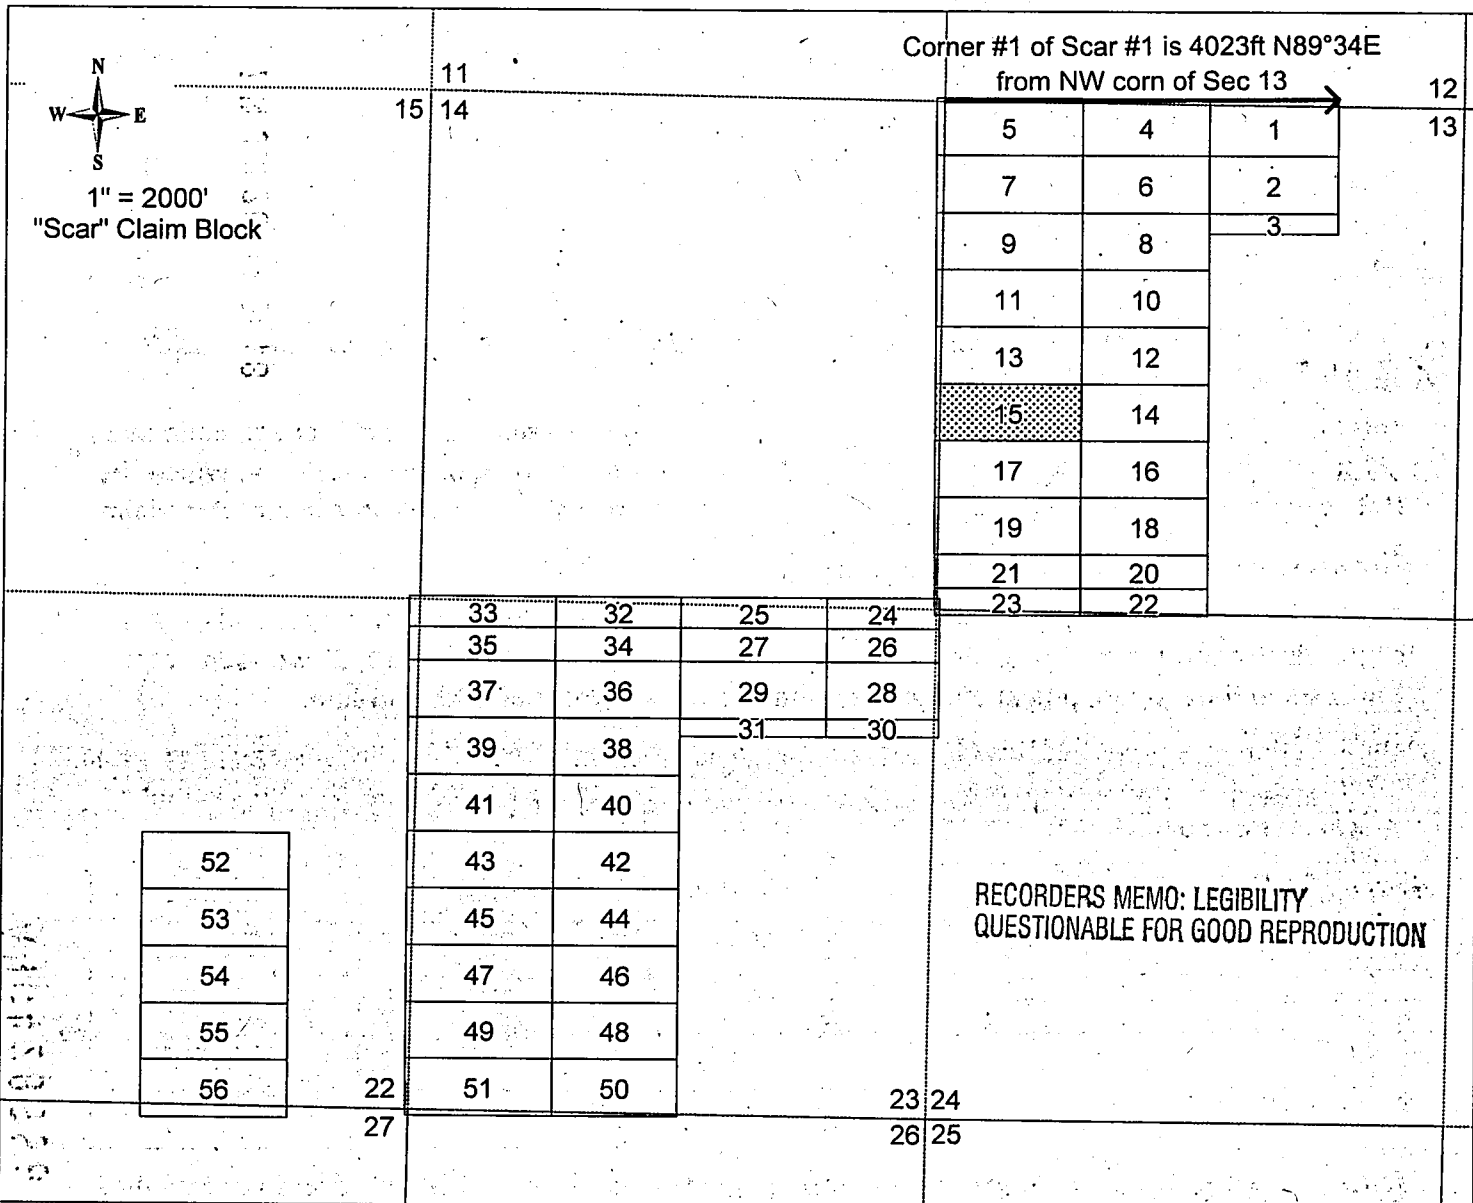 Corner #1 of Scar #1 is 4023ft N89°34E
from NW corn of Sec 13
N
W E
S
1" = 2000'
"Scar" Claim Block
11
12
15 14
13
5 4 1
7 6 2
3
9 8
11 10
13 12
15 14
17 16
19 18
21 20
23 22
33 32 25 24
35 34 27 26
37 36 29 28
31 30
39 38
41 40
52 43 42
53 45 44
54 47 46
55 49 48
56 22 51 50 23 24
27 26 25
RECORDERS MEMO: LEGIBILITY
QUESTIONABLE FOR GOOD REPRODUCTION